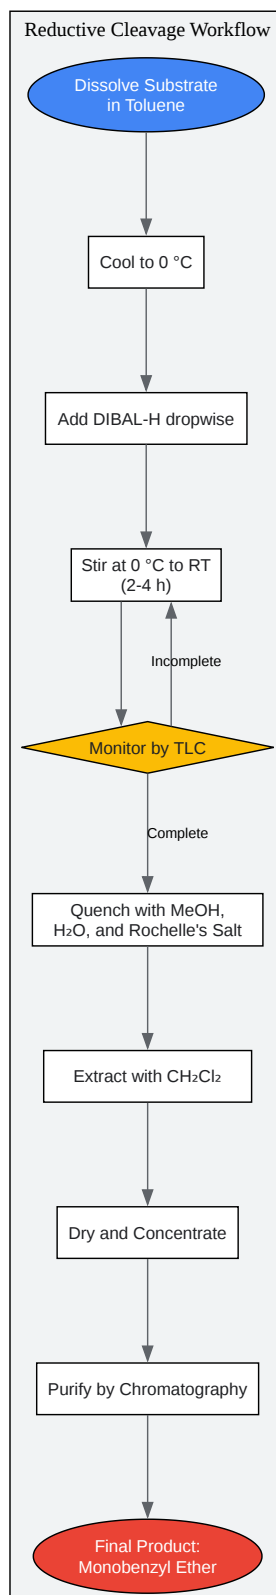 Reductive Cleavage Workflow
Dissolve Substrate
in Toluene
Cool to 0 °C
Add DIBAL-H dropwise
Stir at 0 °C to RT
(2-4 h)
Incomplete
Monitor by TLC
Complete
Quench with MeOH,
H₂O, and Rochelle's Salt
Extract with CH₂Cl₂
Dry and Concentrate
Purify by Chromatography
Final Product:
Monobenzyl Ether